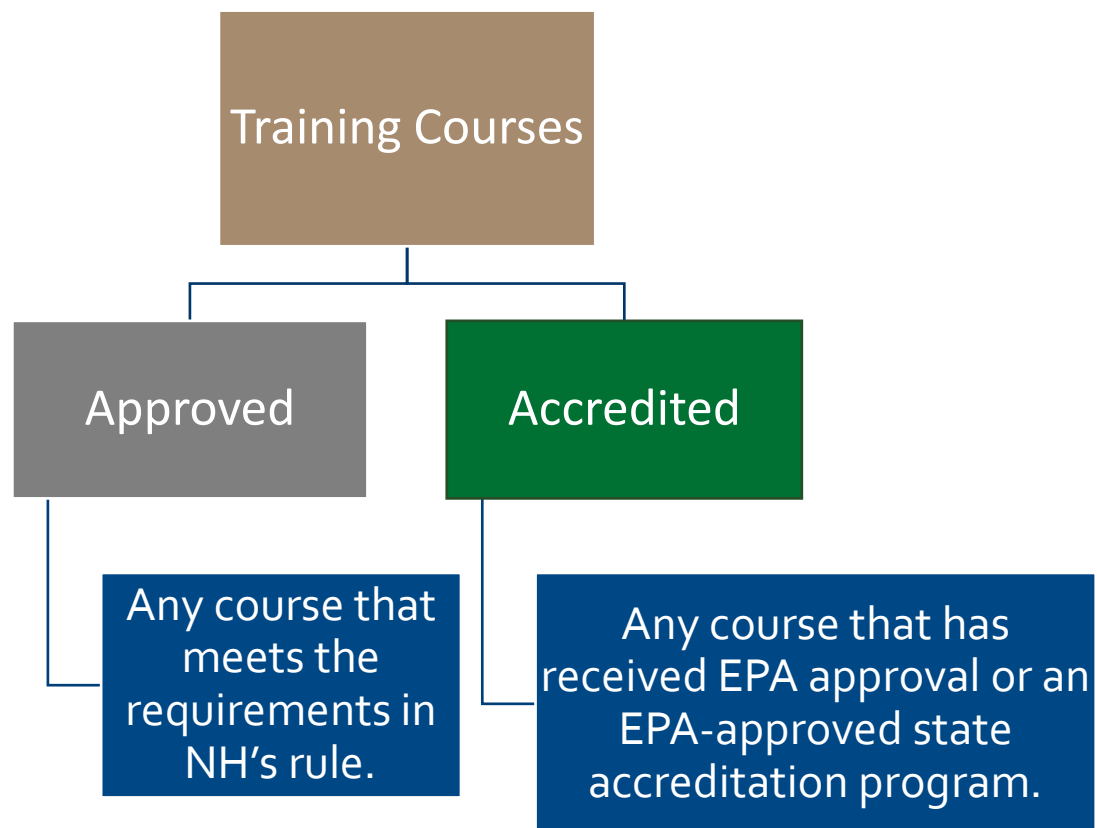 Training Courses
Approved
Accredited
Any course that
meets the
requirements in
NH's rule.
Any course that has
received EPA approval or an
EPA-approved state
accreditation program.